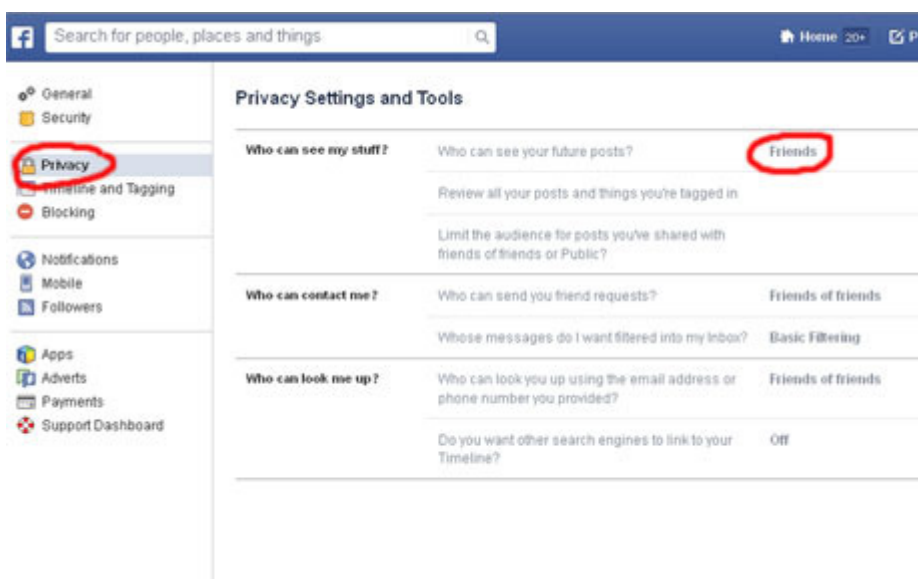 f Search for people, places and things Home 20+ P
General
Security
Privacy
Timeline and Tagging
Blocking
Notifications
Mobile
Followers
Apps
Adverts
Payments
Support Dashboard
Privacy Settings and Tools
Who can see my stuff? Who can see your future posts? Friends
Review all your posts and things you're tagged in
Limit the audience for posts you've shared with
friends of friends or Public?
Who can contact me? Who can send you friend requests? Friends of friends
Whose messages do I want filtered into my Inbox? Basic Filtering
Who can look me up? Who can look you up using the email address or Friends of friends
phone number you provided?
Do you want other search engines to link to your Off
Timeline?